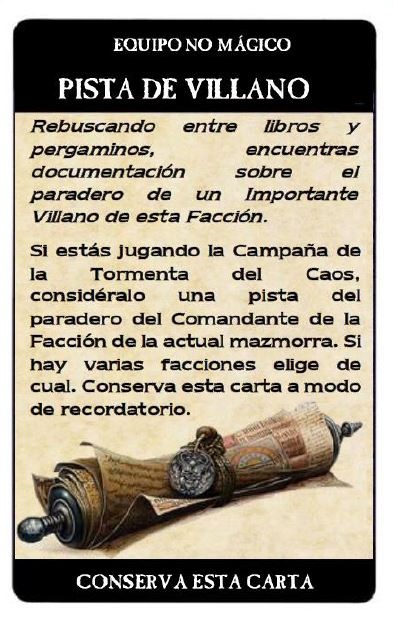 EQUIPO NO MÁGICO
PISTA DE VILLANO
Rebuscando entre libros y
pergaminos, encuentras
documentación sobre el
paradero de un Importante
Villano de esta Facción.
Si estás jugando la Campaña de
la Tormenta del Caos,
considéralo una pista del
paradero del Comandante de la
Facción de la actual mazmorra. Si
hay varias facciones elige de
cual. Conserva esta carta a modo
de recordatorio.
CONSERVA ESTA CARTA